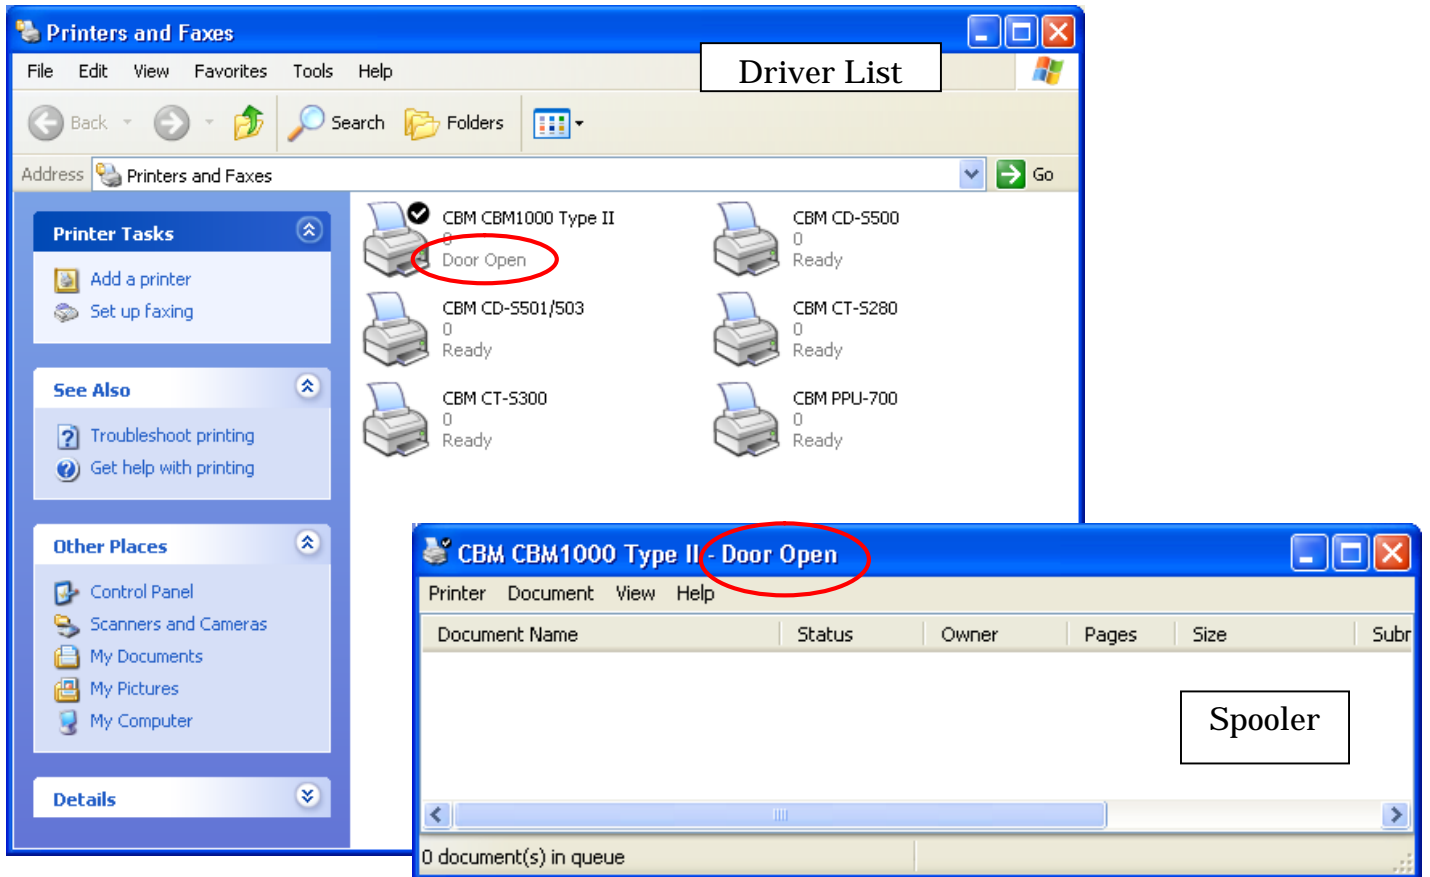 Printers and Faxes
File Edit View Favorites Tools Help
Driver List
Back Search Folders
Address Printers and Faxes Go
Printer Tasks
Add a printer
Set up faxing
See Also
Troubleshoot printing
Get help with printing
Other Places
Control Panel
Scanners and Cameras
My Documents
My Pictures
My Computer
Details
CBM CBM1000 Type II
0
Door Open
CBM CD-S500
0
Ready
CBM CD-S501/503
0
Ready
CBM CT-S280
0
Ready
CBM CT-S300
0
Ready
CBM PPU-700
0
Ready
CBM CBM1000 Type II - Door Open
Printer Document View Help
Document Name Status Owner Pages Size Subr
Spooler
0 document(s) in queue